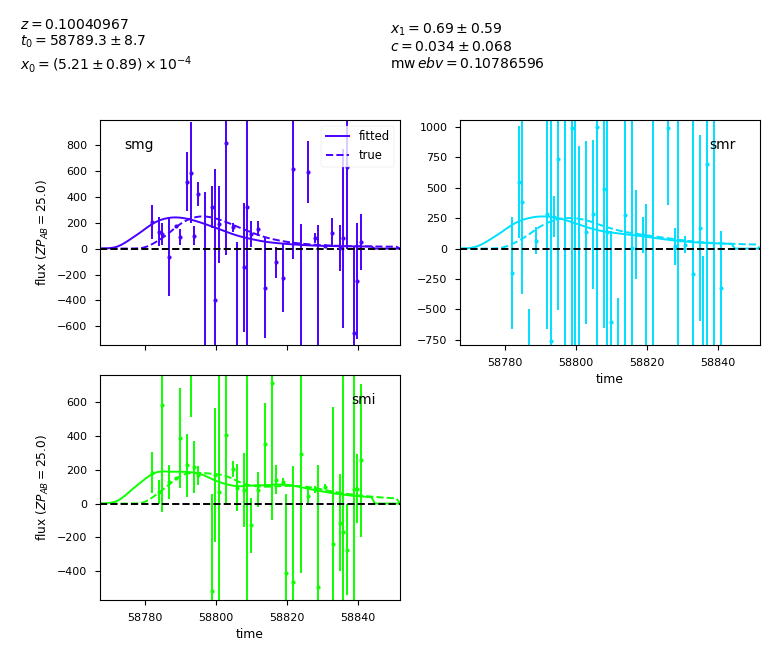 z = 0.10040967
t₀ = 58789.3 ± 8.7
x₀ = (5.21 ± 0.89) × 10⁻⁴
x₁ = 0.69 ± 0.59
c = 0.034 ± 0.068
mw ebv = 0.10786596
smg
fitted
true
800
600
400
200
0
−200
−400
−600
flux (ZP_AB = 25.0)
smr
1000
750
500
250
0
−250
−500
−750
58780 58800 58820 58840
time
smi
600
400
200
0
−200
−400
flux (ZP_AB = 25.0)
58780 58800 58820 58840
time